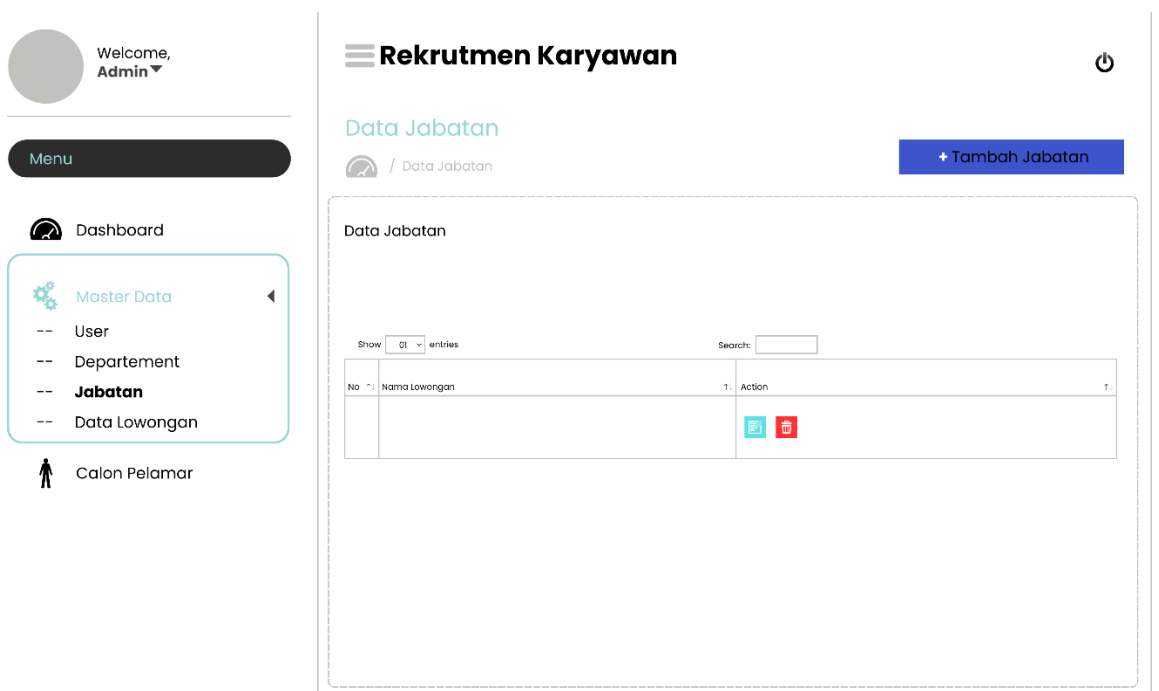 Welcome,
Admin
Menu
Dashboard
Master Data
-- User
-- Departement
-- Jabatan
-- Data Lowongan
Calon Pelamar
Rekrutmen Karyawan
Data Jabatan
/ Data Jabatan
+ Tambah Jabatan
Data Jabatan
Show 01 entries
Search:
No Nama Lowongan Action